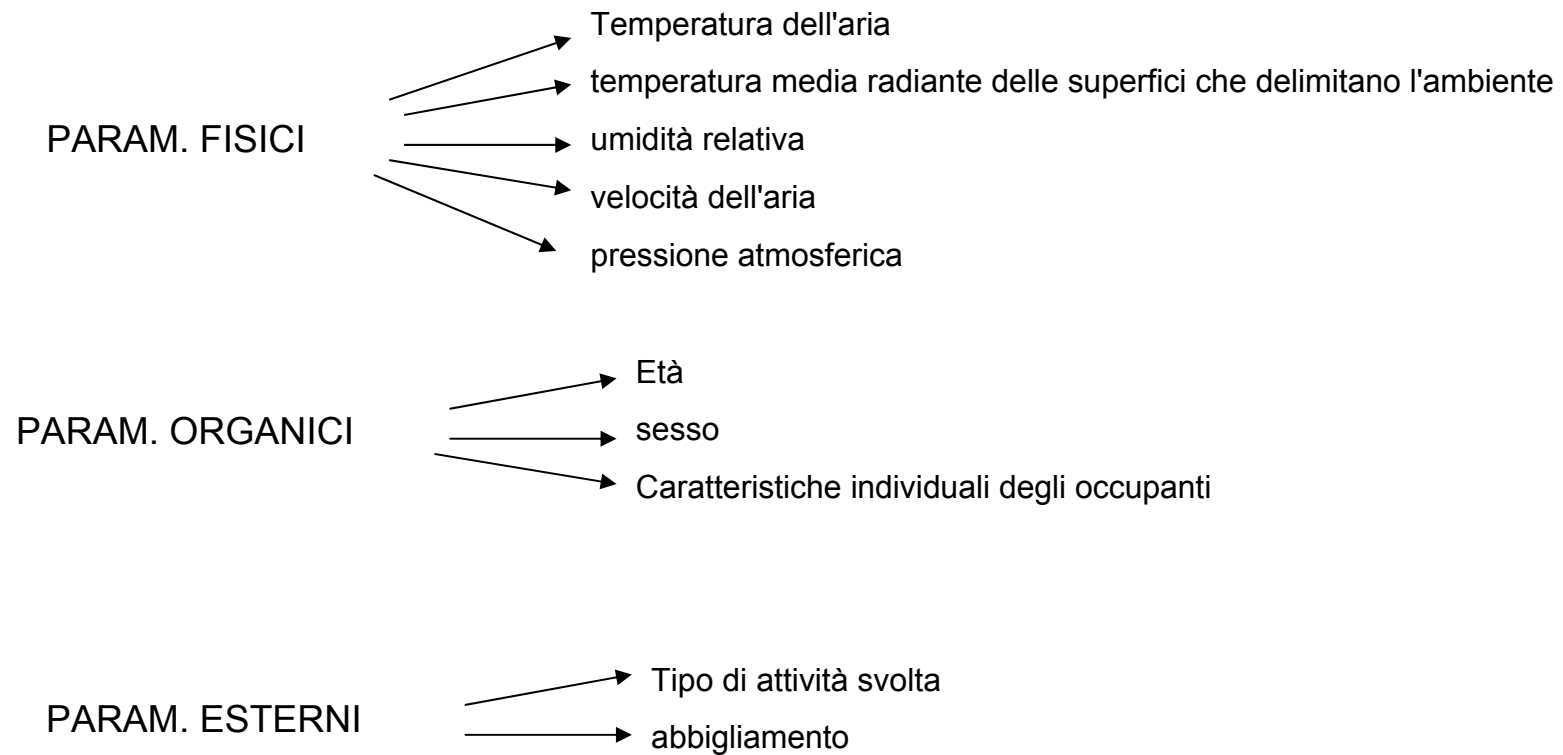 PARAM. FISICI
Temperatura dell'aria
temperatura media radiante delle superfici che delimitano l'ambiente
umidità relativa
velocità dell'aria
pressione atmosferica
PARAM. ORGANICI
Età
sesso
Caratteristiche individuali degli occupanti
PARAM. ESTERNI
Tipo di attività svolta
abbigliamento